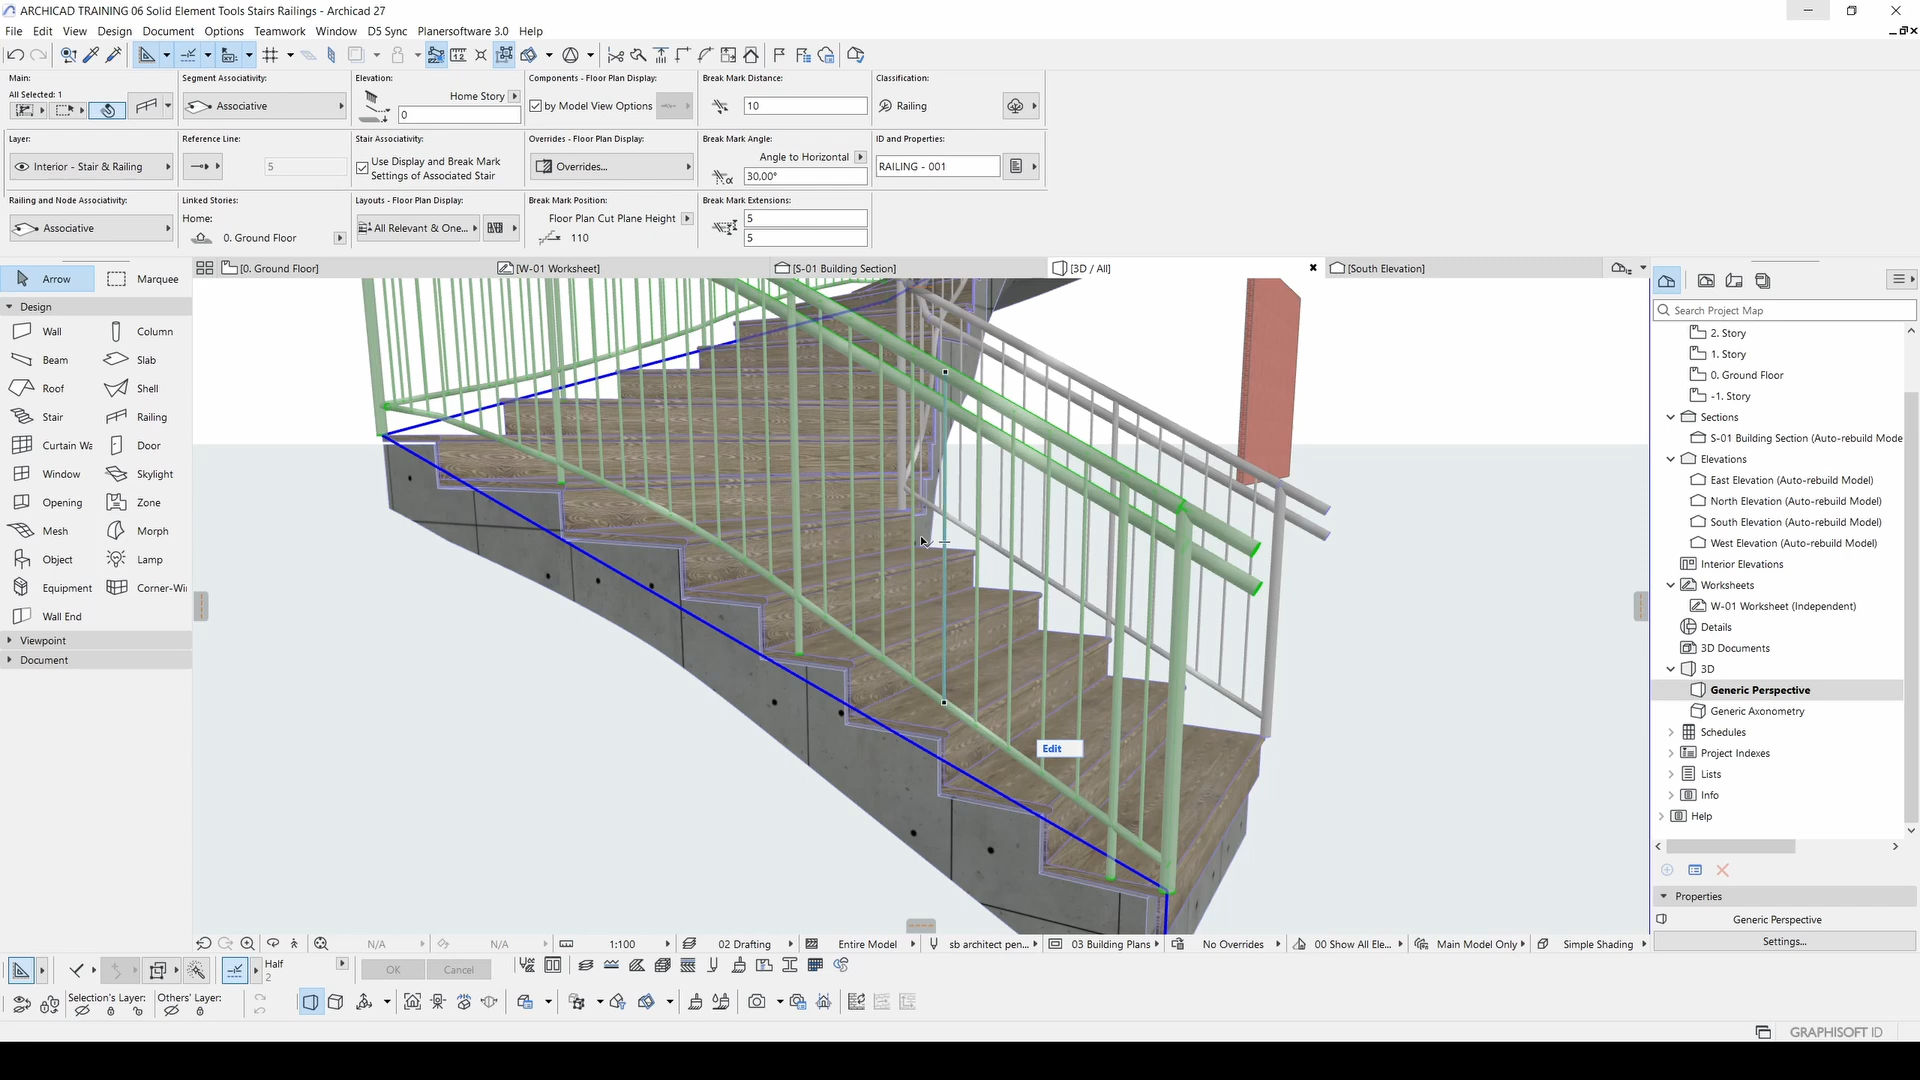 ARCHICAD TRAINING 06 Solid Element Tools Stairs Railings - Archicad 27
File Edit View Design Document Options Teamwork Window D5 Sync Planersoftware 3.0 Help
Main: Segment Associativity: Elevation: Components - Floor Plan Display: Break Mark Distance: Classification:
All Selected: 1 Associative Home Story by Model View Options 10 Railing
0
Layer: Reference Line: Stair Associativity: Overrides - Floor Plan Display: Break Mark Angle: ID and Properties:
Interior - Stair & Railing 5 Use Display and Break Mark Overrides... Angle to Horizontal RAILING - 001
Settings of Associated Stair 30,00°
Railing and Node Associativity: Linked Stories: Layouts - Floor Plan Display: Break Mark Position: Break Mark Extensions:
Associative Home: All Relevant & One... Floor Plan Cut Plane Height 5
0. Ground Floor 110 5
Arrow Marquee [0. Ground Floor] [W-01 Worksheet] [S-01 Building Section] [3D / All] [South Elevation]
Design
Wall Column
Beam Slab
Roof Shell
Stair Railing
Curtain Wa Door
Window Skylight
Opening Zone
Mesh Morph
Object Lamp
Equipment Corner-Wi
Wall End
Viewpoint
Document
Edit
Search Project Map
2. Story
1. Story
0. Ground Floor
-1. Story
Sections
S-01 Building Section (Auto-rebuild Mode
Elevations
East Elevation (Auto-rebuild Model)
North Elevation (Auto-rebuild Model)
South Elevation (Auto-rebuild Model)
West Elevation (Auto-rebuild Model)
Interior Elevations
Worksheets
W-01 Worksheet (Independent)
Details
3D Documents
3D
Generic Perspective
Generic Axonometry
Schedules
Project Indexes
Lists
Info
Help
Properties
Generic Perspective
Settings...
N/A N/A 1:100 02 Drafting Entire Model sb architect pen... 03 Building Plans No Overrides 00 Show All Ele... Main Model Only Simple Shading
Half
2
OK Cancel
Selection's Layer: Others' Layer:
GRAPHISOFT ID